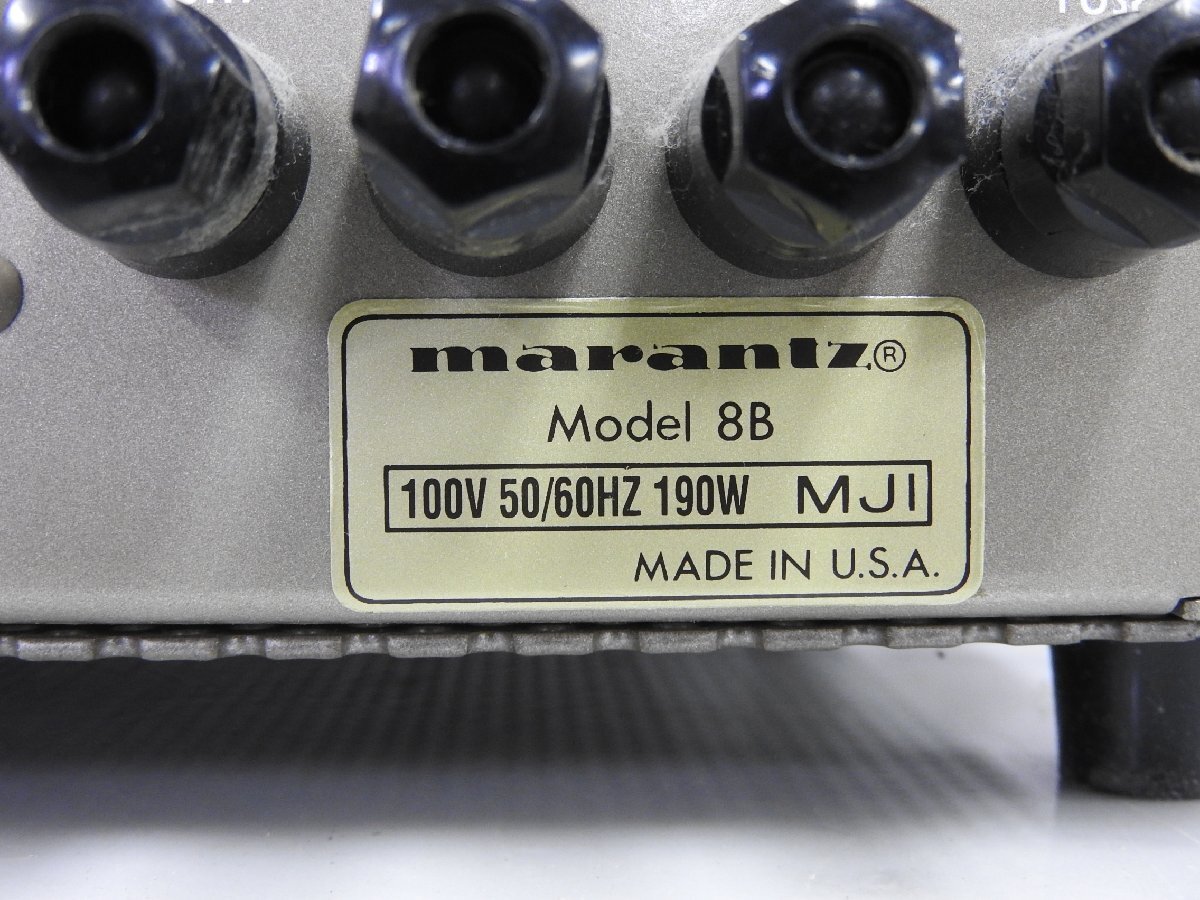 marantz®
Model 8B
100V 50/60HZ 190W MJI
MADE IN U.S.A.